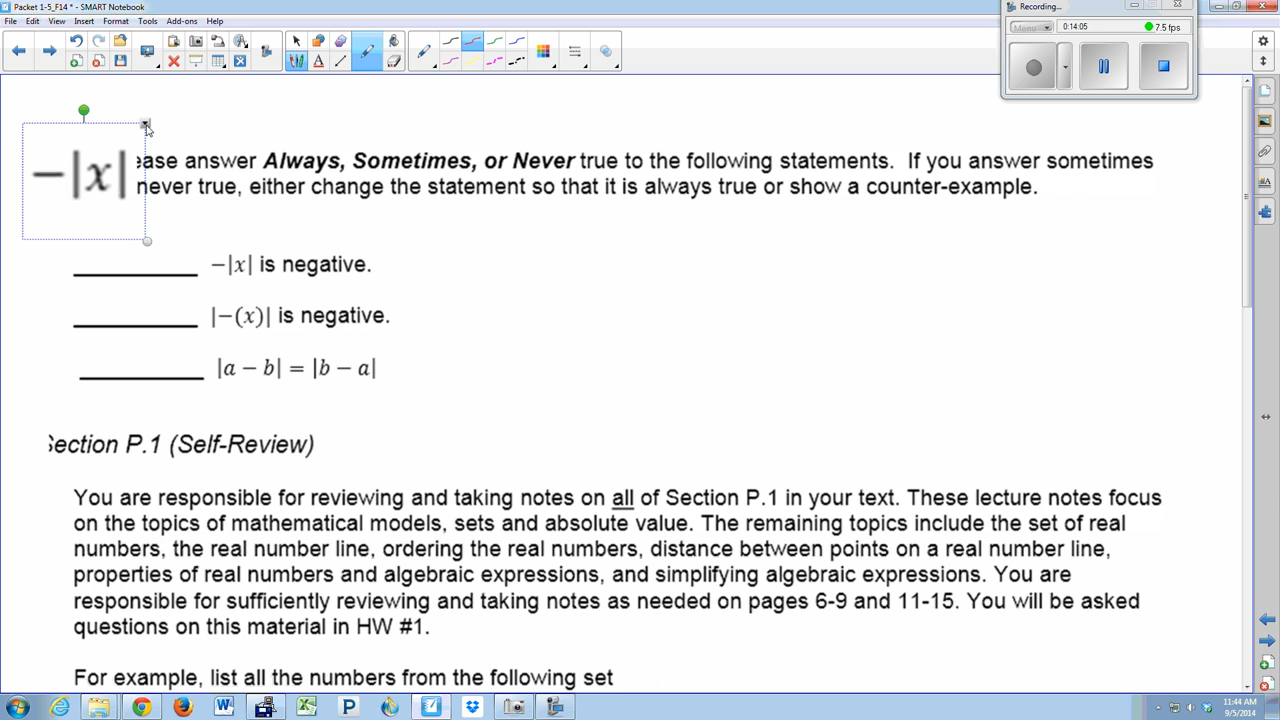 Packet 1-5_F14 * - SMART Notebook
Recording...
File Edit View Insert Format Tools Add-ons Help
Menu 0:14:05 7.5 fps
−|x|
ease answer Always, Sometimes, or Never true to the following statements. If you answer sometimes
never true, either change the statement so that it is always true or show a counter-example.
__________ −|x| is negative.
__________ |−(x)| is negative.
__________ |a − b| = |b − a|
Section P.1 (Self-Review)
You are responsible for reviewing and taking notes on all of Section P.1 in your text. These lecture notes focus
on the topics of mathematical models, sets and absolute value. The remaining topics include the set of real
numbers, the real number line, ordering the real numbers, distance between points on a real number line,
properties of real numbers and algebraic expressions, and simplifying algebraic expressions. You are
responsible for sufficiently reviewing and taking notes as needed on pages 6-9 and 11-15. You will be asked
questions on this material in HW #1.
For example, list all the numbers from the following set
11:44 AM
9/5/2014